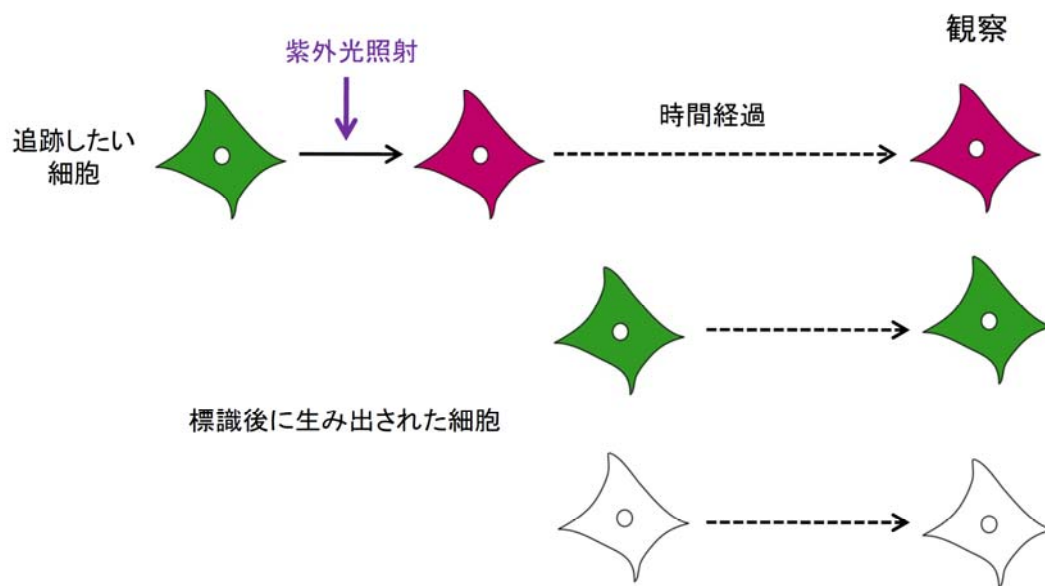 観察
紫外光照射
時間経過
追跡したい
細胞
標識後に生み出された細胞